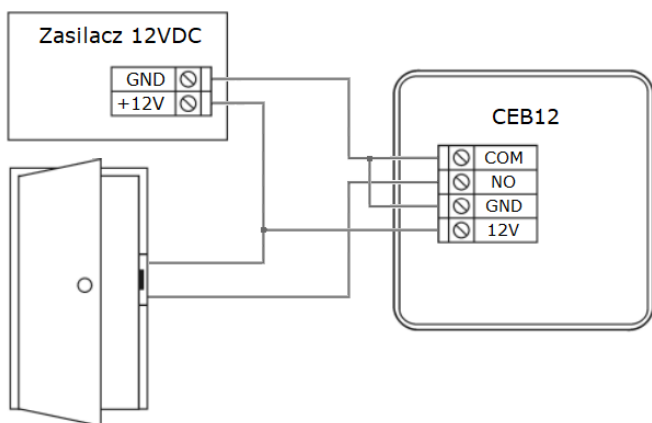 Zasilacz 12VDC
GND
+12V
CEB12
COM
NO
GND
12V